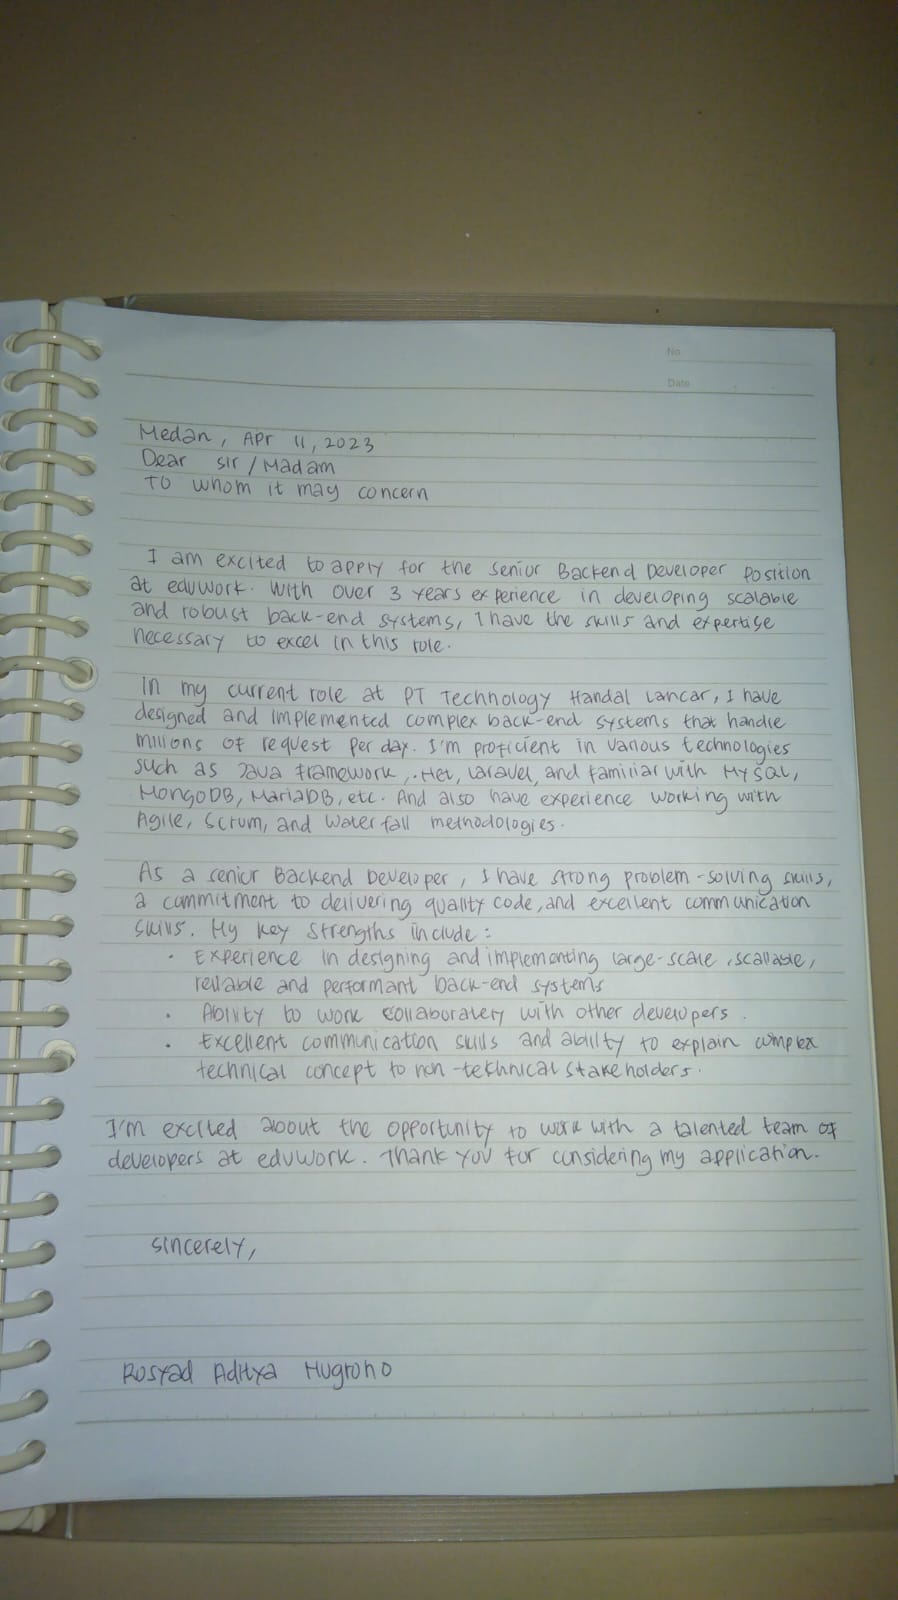 No
Date
Medan, Apr 11, 2023
Dear sir/Madam
To whom it may concern
I am excited to apply for the Senior Backend Developer Position
at eduwork. With over 3 years experience in developing scalable
and robust back-end systems, I have the skills and expertise
necessary to excel in this role.
In my current role at PT Technology Handal Lancar, I have
designed and implemented complex back-end systems that handle
millons of request per day. I'm proficient in various technologies
such as Java framework, .Net, Laravel, and familiar with MySQL,
MongoDB, MariaDB, etc. And also have experience working with
Agile, Scrum, and Waterfall methodologies.
As a senior Backend Developer, I have strong problem-solving skills,
a commitment to delivering quality code, and excellent communication
skills. My key strengths include:
• Experience in designing and implementing large-scale, scallable,
reliable and performant back-end systems
• Ability to work collaborately with other developers.
• Excellent communication skills and ability to explain complex
technical concept to non-tekhnical stakeholders.
I'm excited about the opportunity to work with a talented team of
developers at eduwork. Thank you for considering my application.
sincerely,
Rosyad Aditya Nugroho